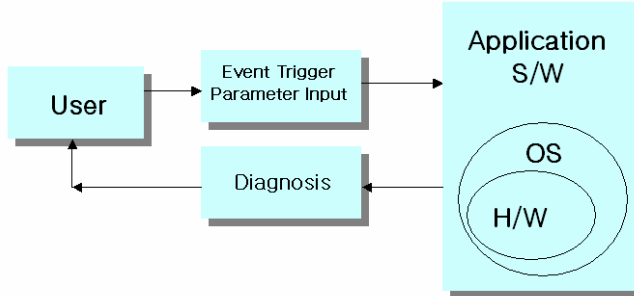 User
Event Trigger
Parameter Input
Diagnosis
Application
S/W
OS
H/W